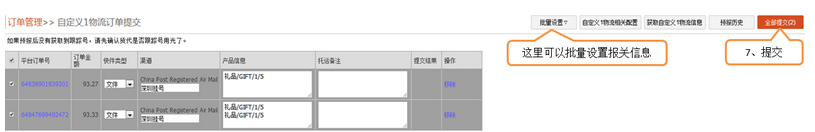 订单管理>> 自定义1物流订单提交
批量设置▽ 自定义1物流相关配置 获取自定义1物流信息 预报历史 全部提交(2)
如果预报后没有获取到跟踪号，请先确认货代是否跟踪号用光了。
这里可以批量设置报关信息
7、提交
平台订单号 订单金额 快件类型 渠道 产品信息 托运备注 提交结果 操作
93.27 文件 China Post Registered Air Mail 深圳挂号 礼品/GIFT/1/5 移除
93.33 文件 China Post Registered Air Mail 深圳挂号 礼品/GIFT/1/5
礼品/GIFT/1/5 移除